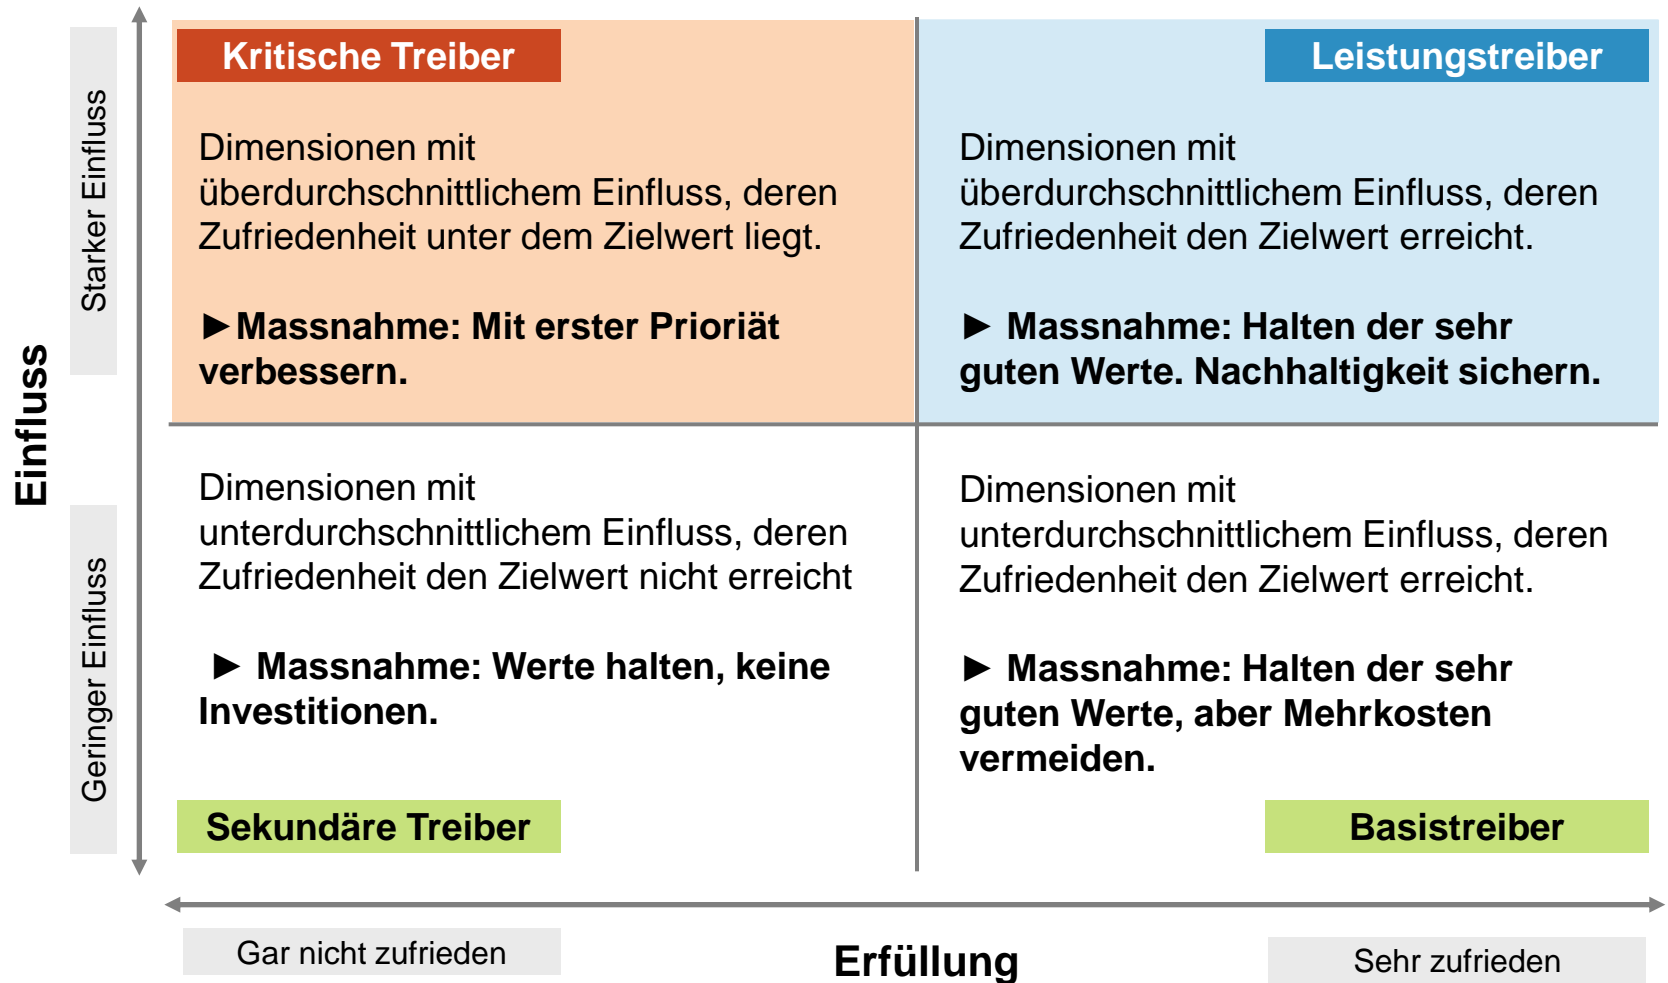 Einfluss
Starker Einfluss
Geringer Einfluss
Kritische Treiber
Dimensionen mit
überdurchschnittlichem Einfluss, deren
Zufriedenheit unter dem Zielwert liegt.
►Massnahme: Mit erster Prioriät
verbessern.
Leistungstreiber
Dimensionen mit
überdurchschnittlichem Einfluss, deren
Zufriedenheit den Zielwert erreicht.
► Massnahme: Halten der sehr
guten Werte. Nachhaltigkeit sichern.
Dimensionen mit
unterdurchschnittlichem Einfluss, deren
Zufriedenheit den Zielwert nicht erreicht
► Massnahme: Werte halten, keine
Investitionen.
Sekundäre Treiber
Dimensionen mit
unterdurchschnittlichem Einfluss, deren
Zufriedenheit den Zielwert erreicht.
► Massnahme: Halten der sehr
guten Werte, aber Mehrkosten
vermeiden.
Basistreiber
Gar nicht zufrieden
Erfüllung
Sehr zufrieden